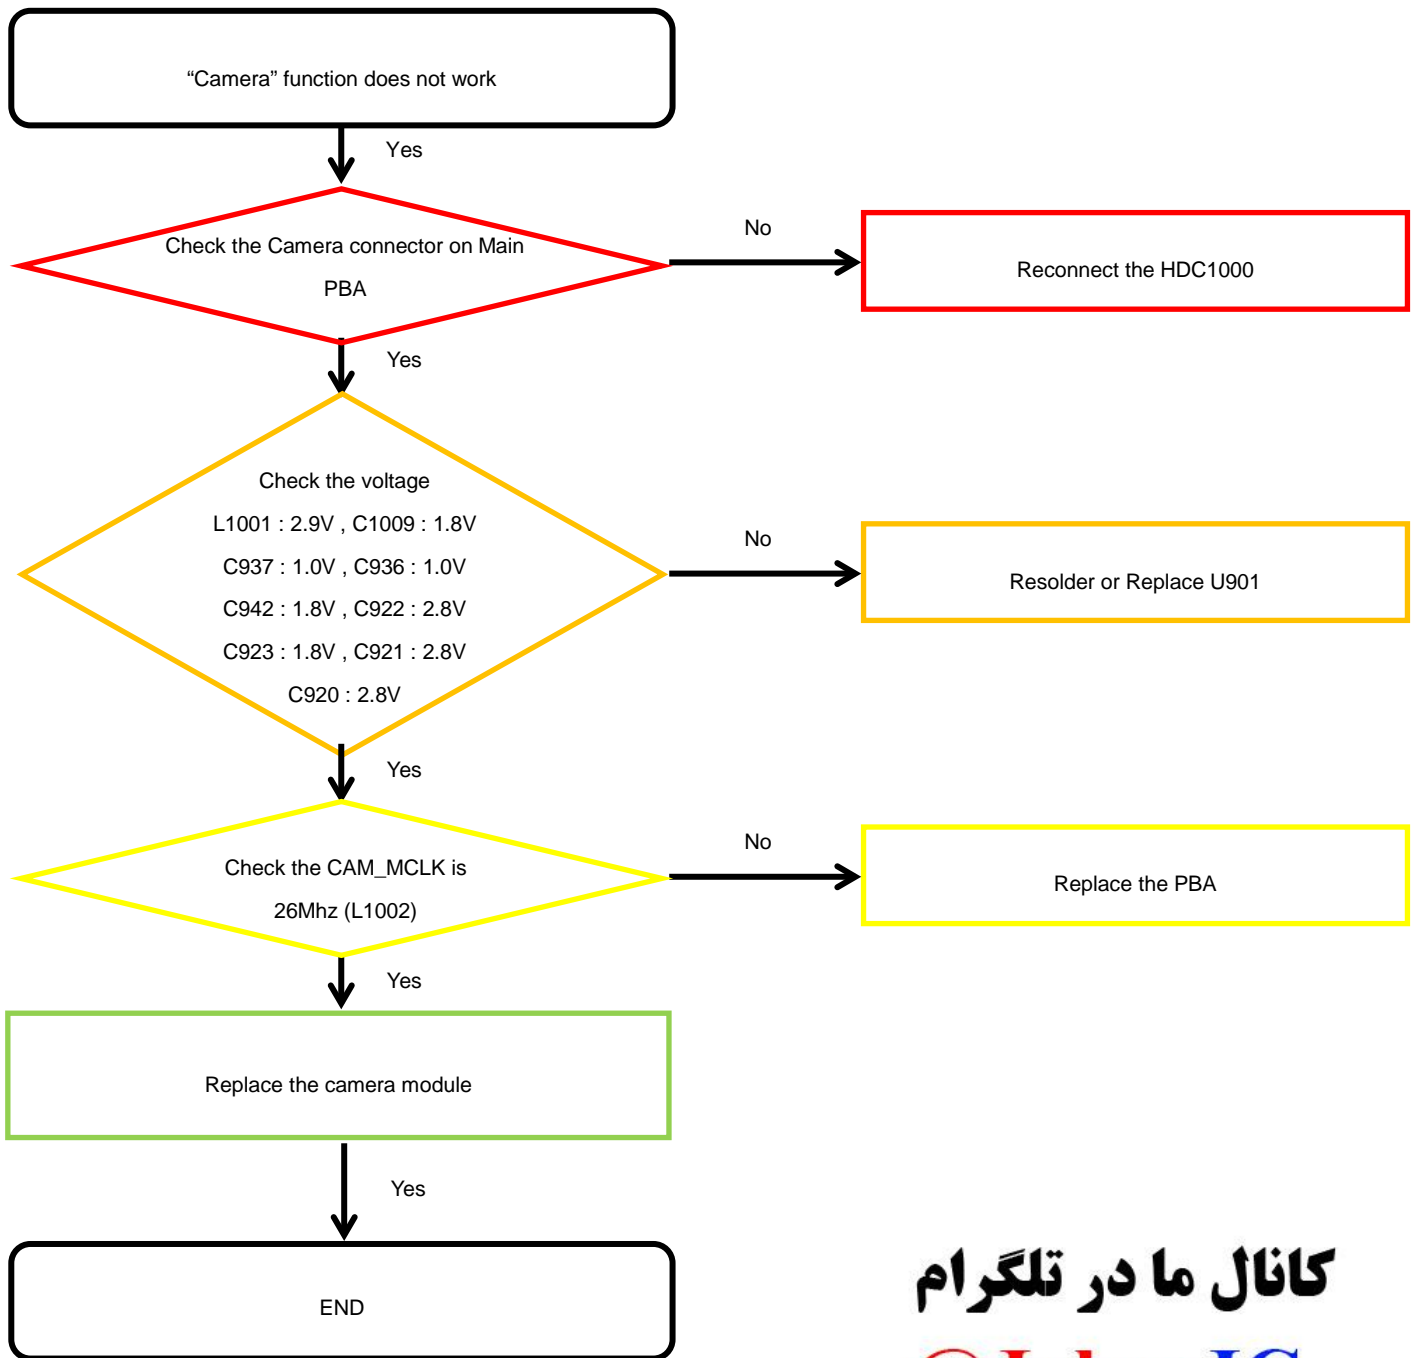 “Camera” function does not work
Yes
Check the Camera connector on Main
PBA
No
Reconnect the HDC1000
Yes
Check the voltage
L1001 : 2.9V , C1009 : 1.8V
C937 : 1.0V , C936 : 1.0V
C942 : 1.8V , C922 : 2.8V
C923 : 1.8V , C921 : 2.8V
C920 : 2.8V
No
Resolder or Replace U901
Yes
Check the CAM_MCLK is
26Mhz (L1002)
No
Replace the PBA
Yes
Replace the camera module
Yes
END
کانال ما در تلگرام